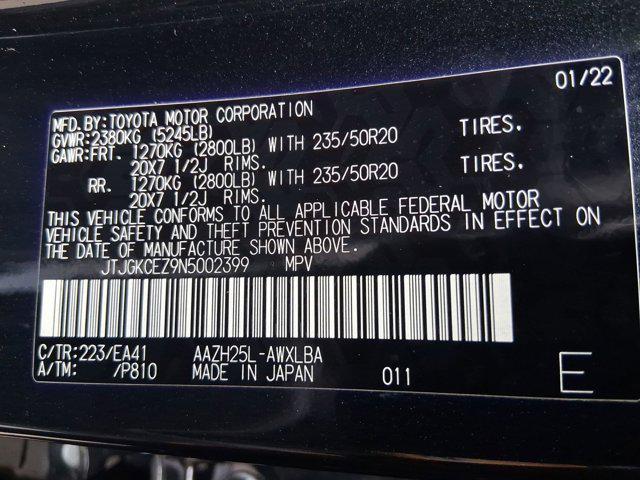 01/22
MFD.BY:TOYOTA MOTOR CORPORATION
GVWR:2380KG (5245LB)
GAWR:FRT. 1270KG (2800LB) WITH 235/50R20 TIRES.
20X7 1/2J RIMS.
RR. 1270KG (2800LB) WITH 235/50R20 TIRES.
20X7 1/2J RIMS.
THIS VEHICLE CONFORMS TO ALL APPLICABLE FEDERAL MOTOR
VEHICLE SAFETY AND THEFT PREVENTION STANDARDS IN EFFECT ON
THE DATE OF MANUFACTURE SHOWN ABOVE.
JTJGKCEZ9N5002399 MPV
C/TR:223/EA41 AAZH25L-AWXLBA
A/TM: /P810 MADE IN JAPAN 011 E